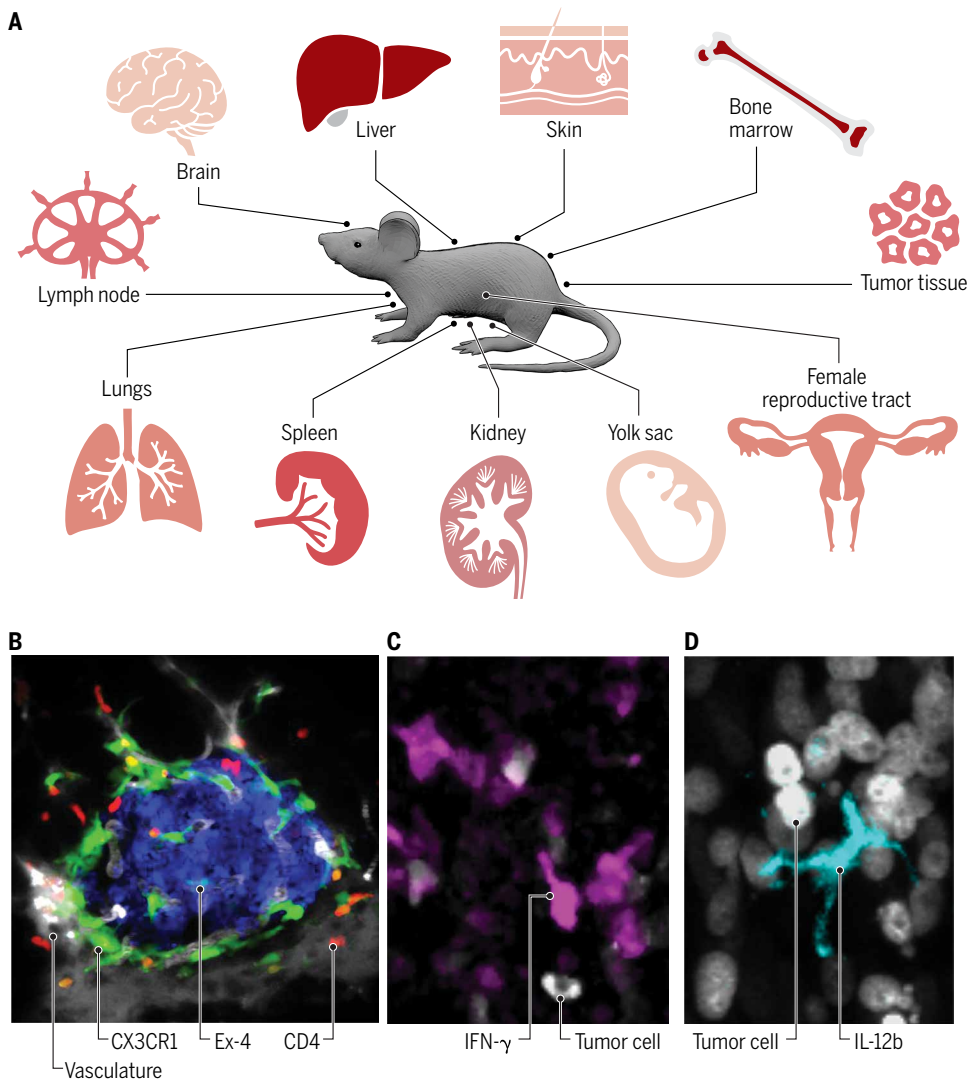 A
Brain
Liver
Skin
Bone
marrow
Lymph node
Tumor tissue
Lungs
Spleen
Kidney
Yolk sac
Female
reproductive tract
B
C
D
CX3CR1
Ex-4
CD4
Vasculature
IFN-γ
Tumor cell
Tumor cell
IL-12b